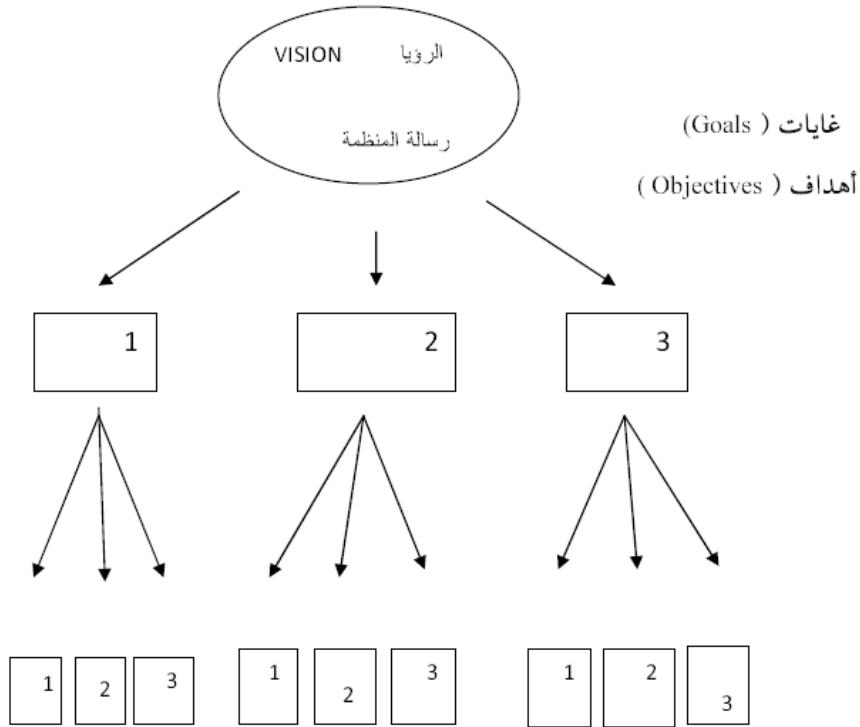 VISION الرؤيا
رسالة المنظمة
غايات ( Goals)
أهداف ( Objectives )
1 2 3
1 2 3 1 2 3 1 2 3